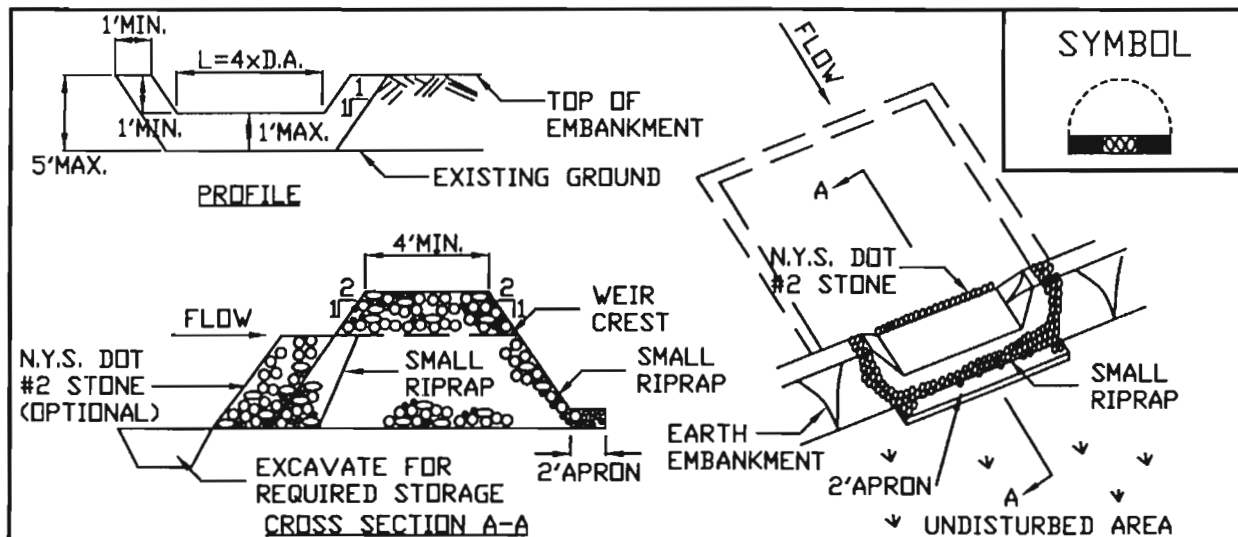 1'MIN.
L=4xD.A.
1
1
TOP OF
EMBANKMENT
1'MIN.
1'MAX.
5'MAX.
EXISTING GROUND
PROFILE
4'MIN.
2
1
2
1
FLOW
WEIR
CREST
N.Y.S. DOT
#2 STONE
(OPTIONAL)
SMALL
RIPRAP
SMALL
RIPRAP
EXCAVATE FOR
REQUIRED STORAGE
2'APRON
CROSS SECTION A-A
FLOW
A
N.Y.S. DOT
#2 STONE
SMALL
RIPRAP
EARTH
EMBANKMENT
2'APRON
A
UNDISTURBED AREA
SYMBOL